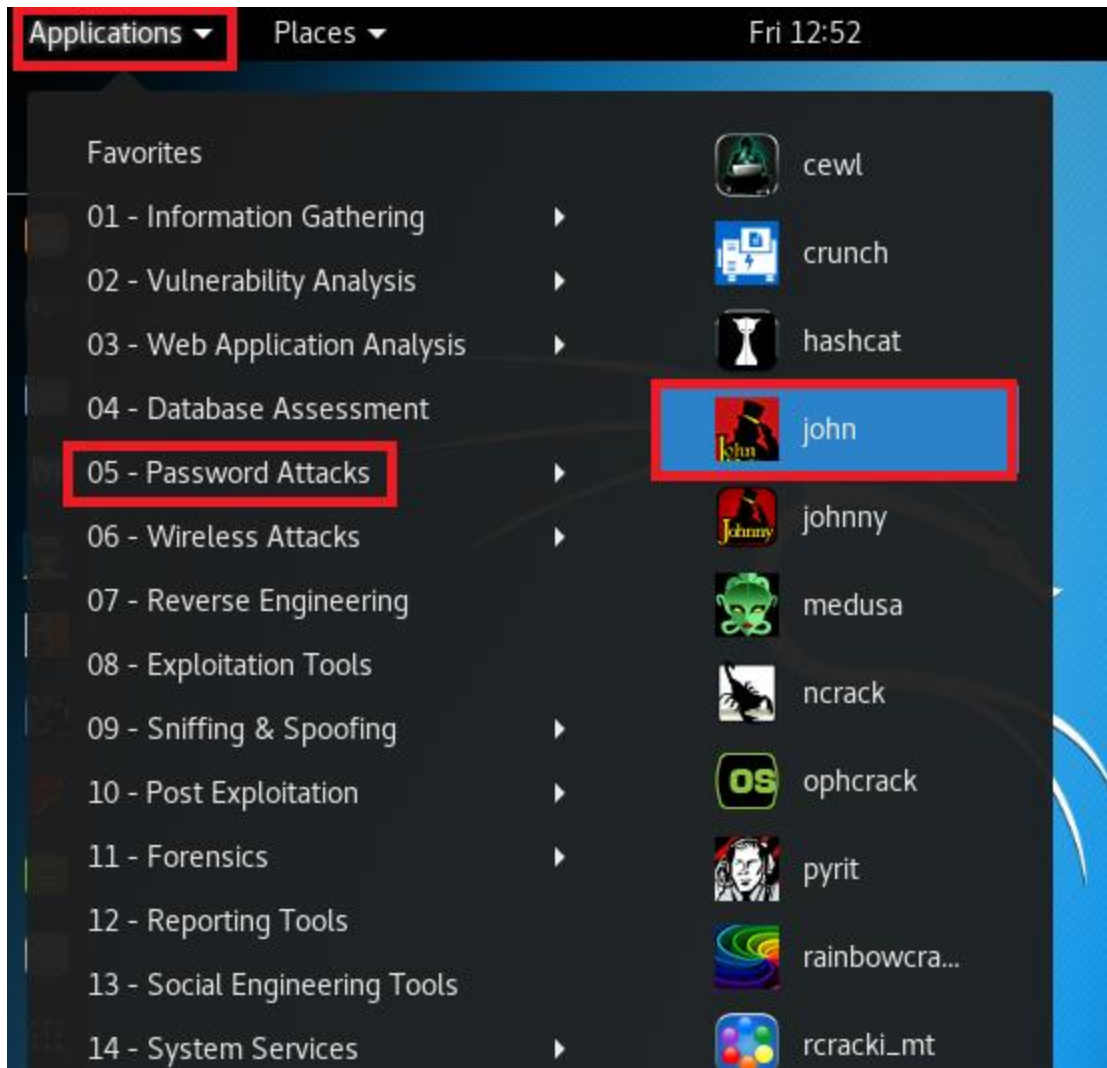 Applications Places Fri 12:52
Favorites
01 - Information Gathering
02 - Vulnerability Analysis
03 - Web Application Analysis
04 - Database Assessment
05 - Password Attacks
06 - Wireless Attacks
07 - Reverse Engineering
08 - Exploitation Tools
09 - Sniffing & Spoofing
10 - Post Exploitation
11 - Forensics
12 - Reporting Tools
13 - Social Engineering Tools
14 - System Services
cewl
crunch
hashcat
John
john
Johnny
johnny
medusa
ncrack
OS
ophcrack
pyrit
rainbowcra...
rcracki_mt